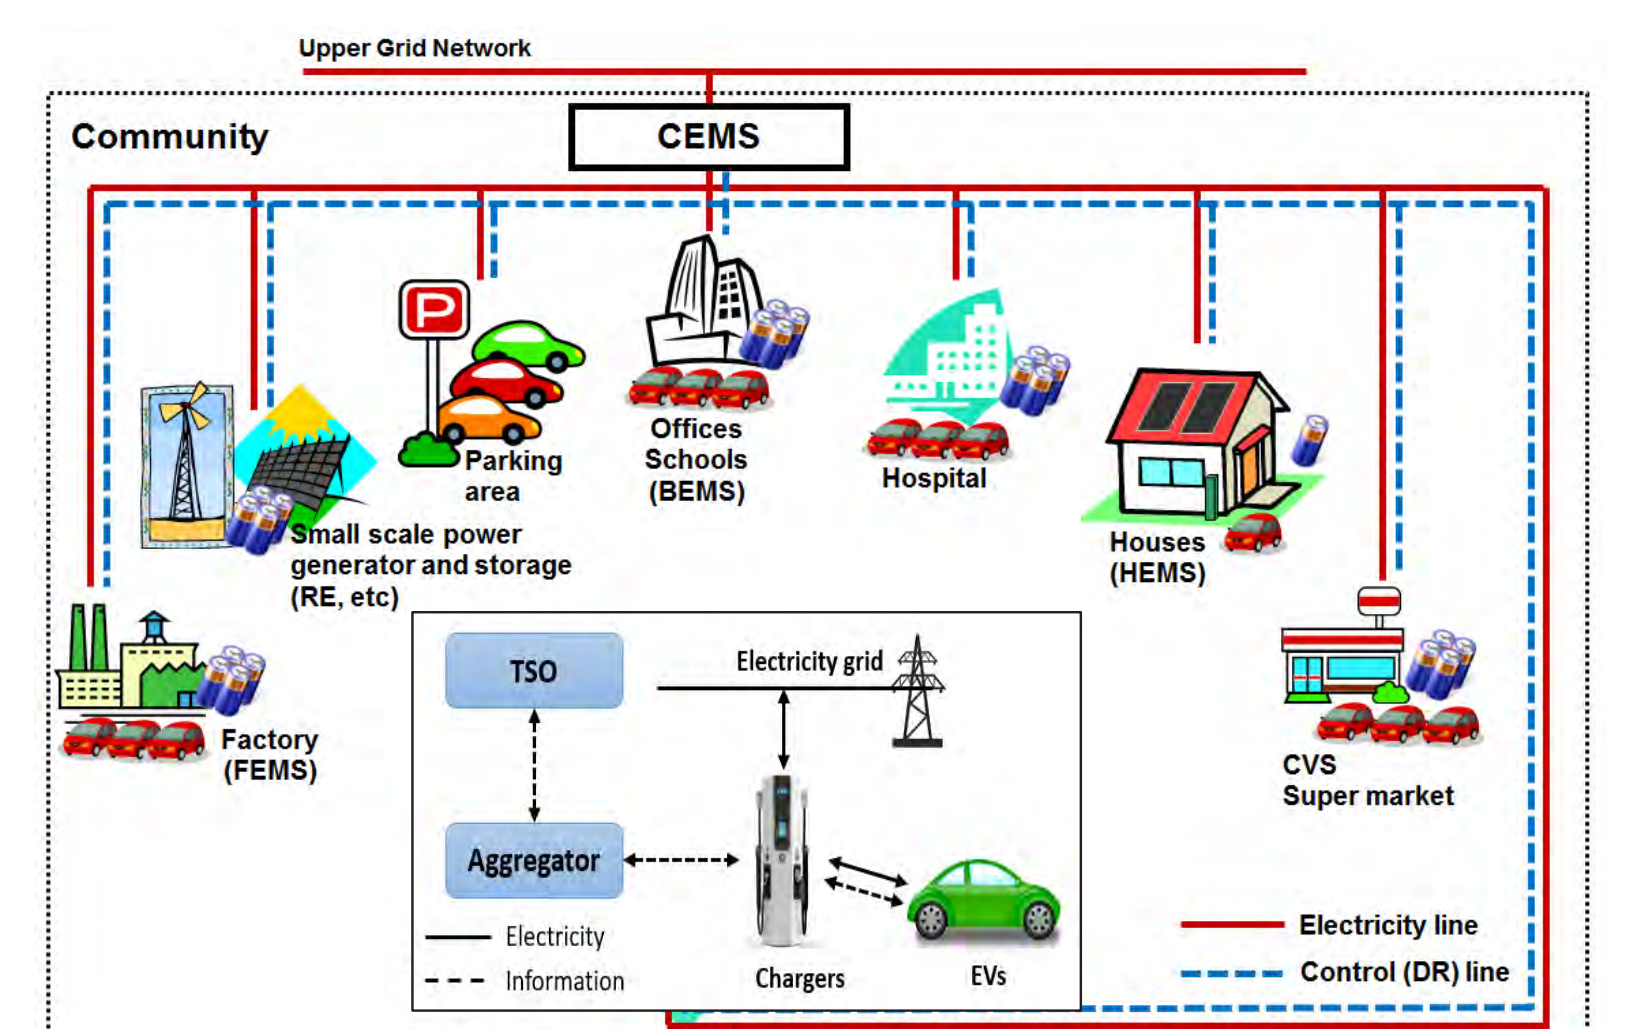 Upper Grid Network
Community
CEMS
P
Parking
area
Offices
Schools
(BEMS)
Hospital
Small scale power
generator and storage
(RE, etc)
Houses
(HEMS)
Factory
(FEMS)
CVS
Super market
TSO
Electricity grid
Aggregator
Electricity
Information
Chargers
EVs
Electricity line
Control (DR) line